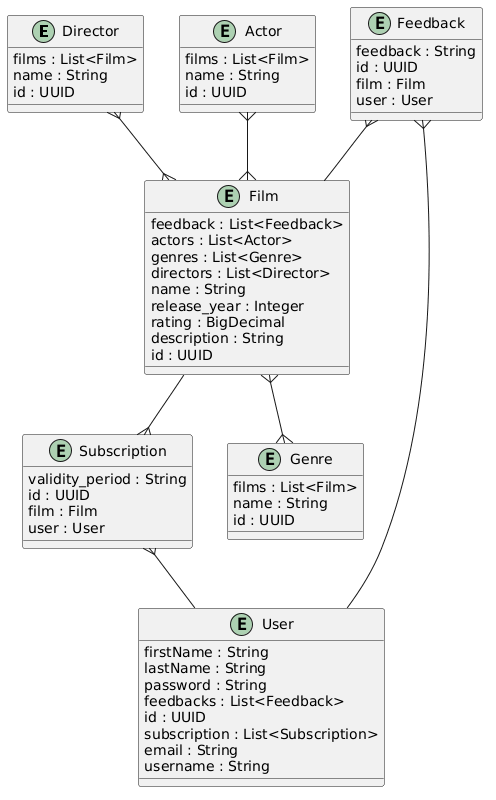 E Director
films : List<Film>
name : String
id : UUID
E Actor
films : List<Film>
name : String
id : UUID
E Feedback
feedback : String
id : UUID
film : Film
user : User
E Film
feedback : List<Feedback>
actors : List<Actor>
genres : List<Genre>
directors : List<Director>
name : String
release_year : Integer
rating : BigDecimal
description : String
id : UUID
E Subscription
validity_period : String
id : UUID
film : Film
user : User
E Genre
films : List<Film>
name : String
id : UUID
E User
firstName : String
lastName : String
password : String
feedbacks : List<Feedback>
id : UUID
subscription : List<Subscription>
email : String
username : String